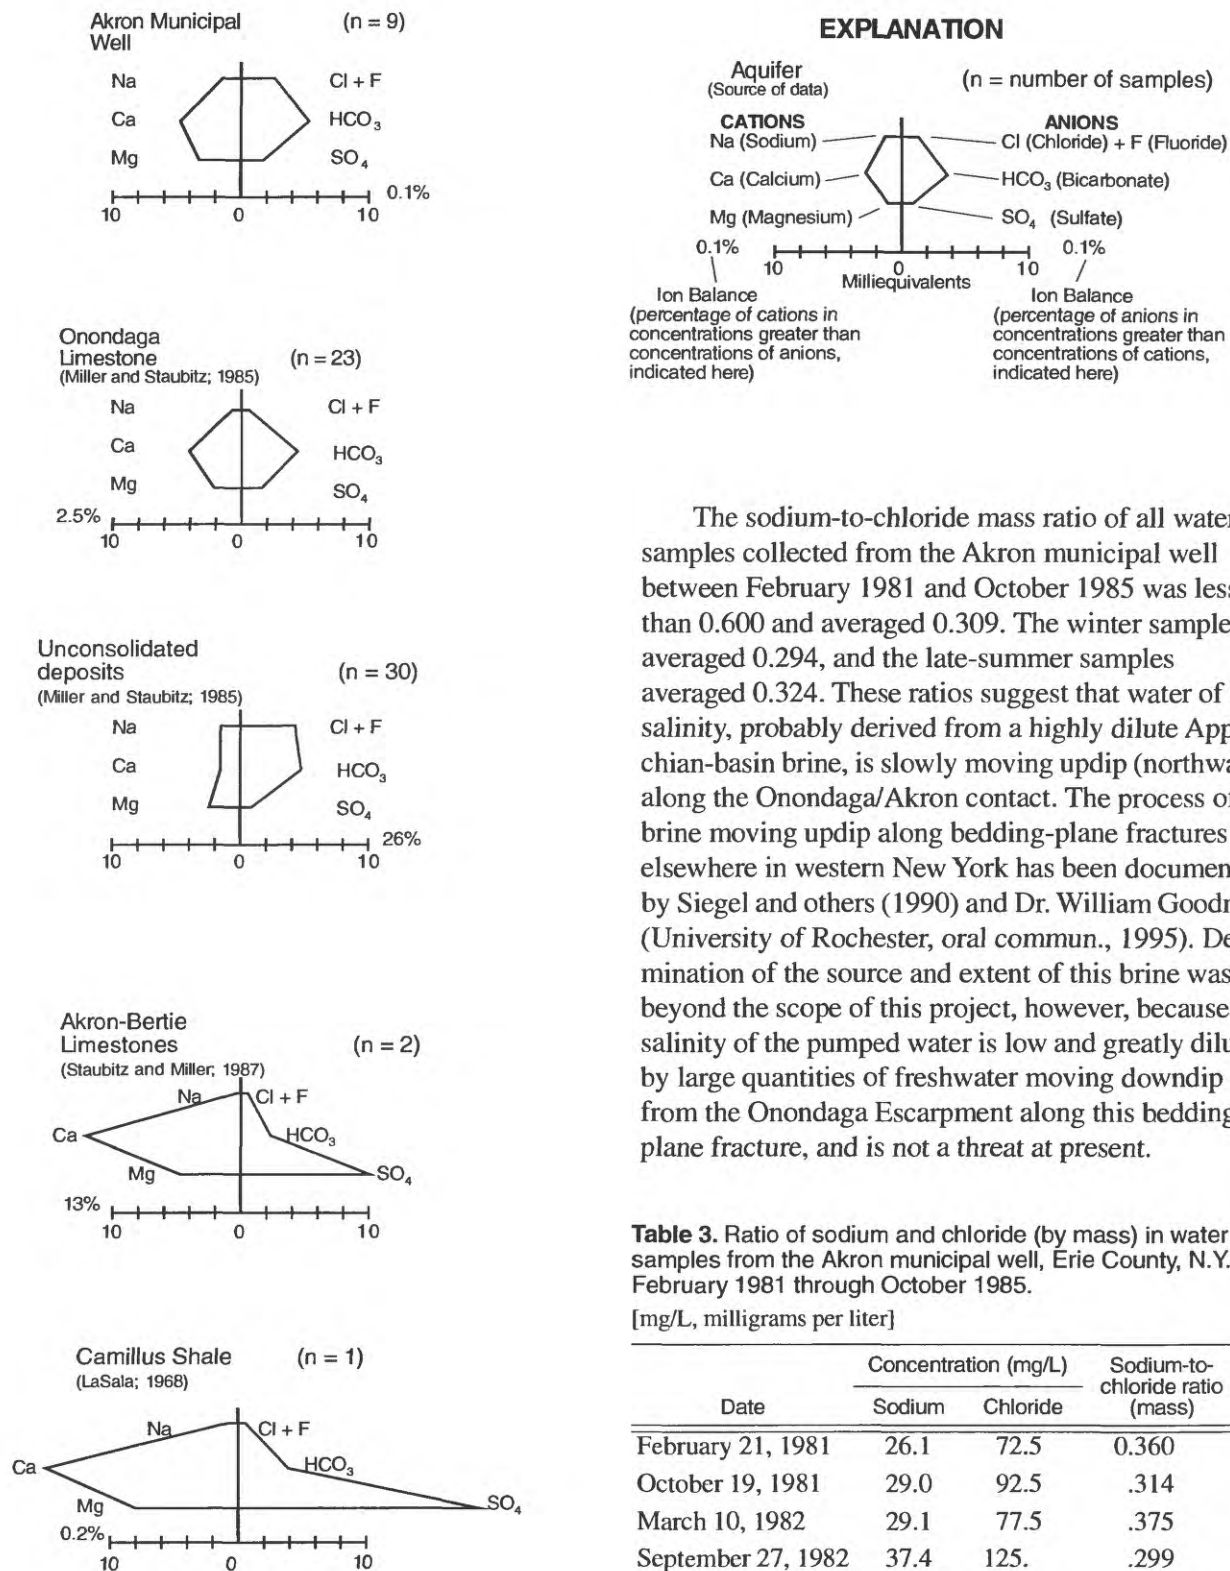 Akron Municipal (n = 9)
Well
Na Cl + F
Ca HCO₃
Mg SO₄
0.1%
10 0 10
Onondaga
Limestone (n = 23)
(Miller and Staubitz; 1985)
Na Cl + F
Ca HCO₃
Mg SO₄
2.5%
10 0 10
Unconsolidated
deposits (n = 30)
(Miller and Staubitz; 1985)
Na Cl + F
Ca HCO₃
Mg SO₄
26%
10 0 10
Akron-Bertie
Limestones (n = 2)
(Staubitz and Miller; 1987)
Na Cl + F
Ca HCO₃
Mg SO₄
13%
10 0 10
Camillus Shale (n = 1)
(LaSala; 1968)
Na Cl + F
Ca HCO₃
Mg SO₄
0.2%
10 0 10
EXPLANATION
Aquifer (n = number of samples)
(Source of data)
CATIONS ANIONS
Na (Sodium) Cl (Chloride) + F (Fluoride)
Ca (Calcium) HCO₃ (Bicarbonate)
Mg (Magnesium) SO₄ (Sulfate)
0.1% 0.1%
10 0 10
Milliequivalents
Ion Balance
(percentage of cations in
concentrations greater than
concentrations of anions,
indicated here)
Ion Balance
(percentage of anions in
concentrations greater than
concentrations of cations,
indicated here)
The sodium-to-chloride mass ratio of all water
samples collected from the Akron municipal well
between February 1981 and October 1985 was less
than 0.600 and averaged 0.309. The winter sample
averaged 0.294, and the late-summer samples
averaged 0.324. These ratios suggest that water of
salinity, probably derived from a highly dilute App
chian-basin brine, is slowly moving updip (northwa
along the Onondaga/Akron contact. The process o
brine moving updip along bedding-plane fractures
elsewhere in western New York has been documen
by Siegel and others (1990) and Dr. William Goodr
(University of Rochester, oral commun., 1995). De
mination of the source and extent of this brine was
beyond the scope of this project, however, because
salinity of the pumped water is low and greatly dilu
by large quantities of freshwater moving downdip
from the Onondaga Escarpment along this bedding
plane fracture, and is not a threat at present.
Table 3. Ratio of sodium and chloride (by mass) in water
samples from the Akron municipal well, Erie County, N.Y.
February 1981 through October 1985.
[mg/L, milligrams per liter]
Concentration (mg/L) Sodium-to-
chloride ratio
Date Sodium Chloride (mass)
February 21, 1981 26.1 72.5 0.360
October 19, 1981 29.0 92.5 .314
March 10, 1982 29.1 77.5 .375
September 27, 1982 37.4 125. .299